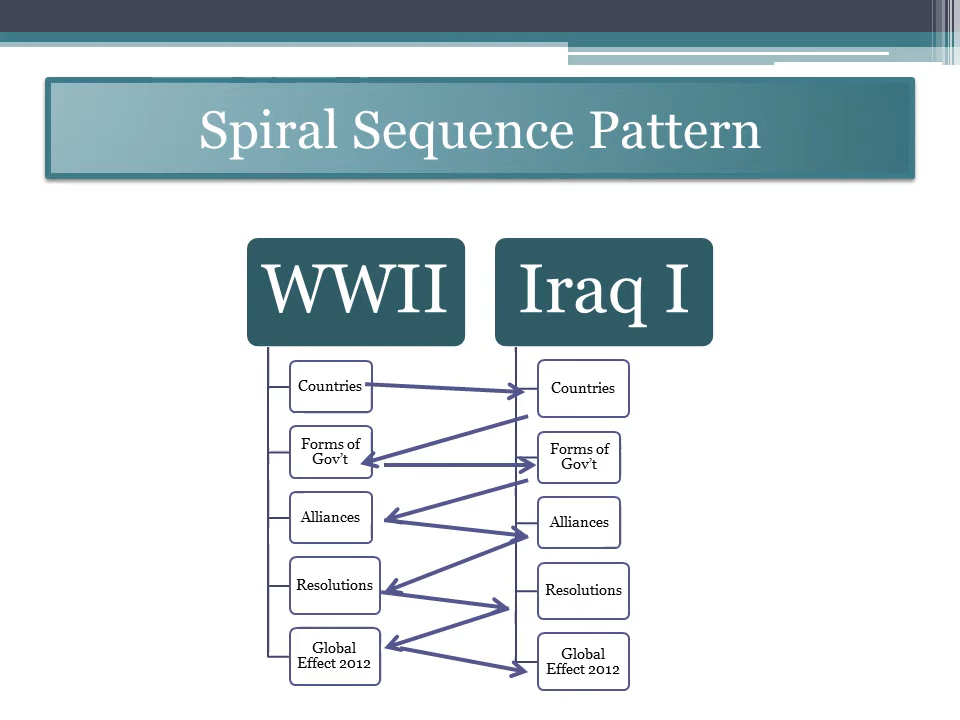 Spiral Sequence Pattern
WWII
Countries
Forms of
Gov’t
Alliances
Resolutions
Global
Effect 2012
Iraq I
Countries
Forms of
Gov’t
Alliances
Resolutions
Global
Effect 2012